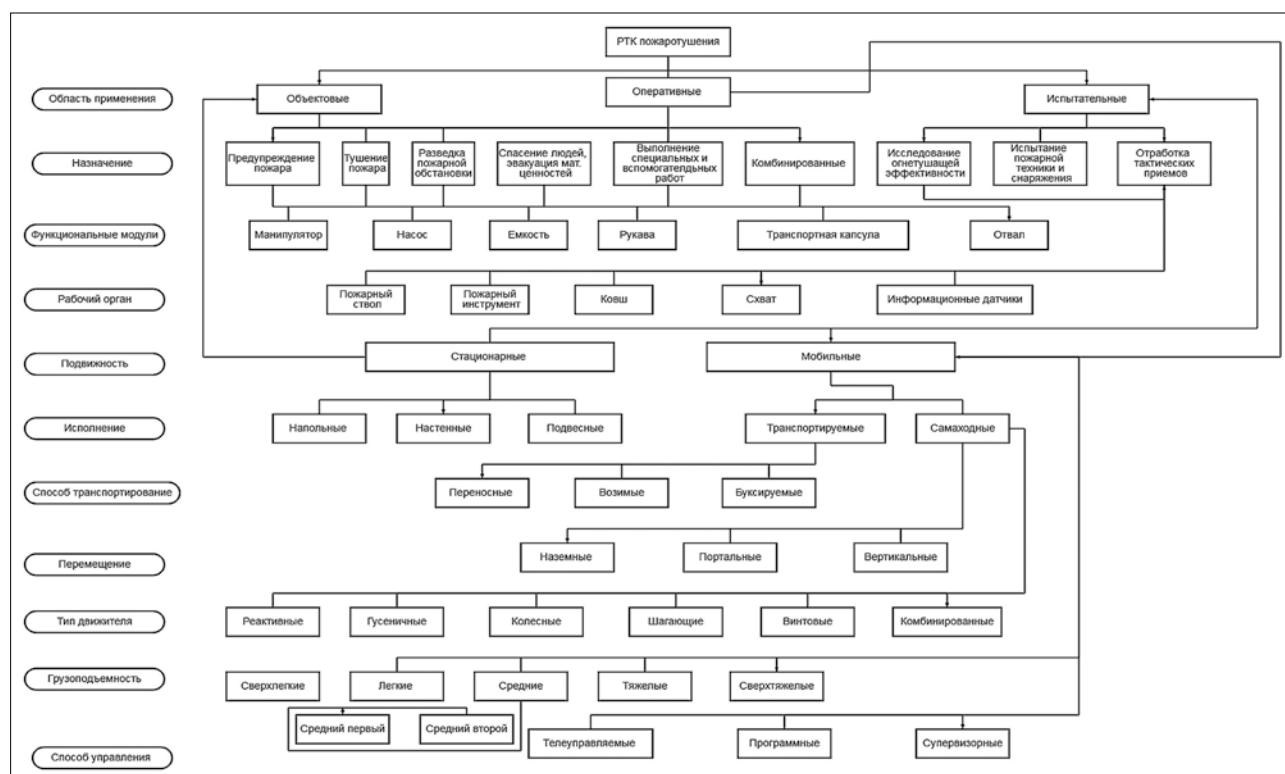 РТК пожаротушения
Область применения
Объектовые
Оперативные
Испытательные
Назначение
Предупреждение
пожара
Тушение
пожара
Разведка
пожарной
обстановки
Спасение людей,
эвакуация мат.
ценностей
Выполнение
специальных и
вспомогателдьных
работ
Комбинированные
Исследование
огнетушащей
эффективности
Испытание
пожарной
техники и
снаряжения
Отработка
тактических
приемов
Функциональные модули
Манипулятор
Насос
Емкость
Рукава
Транспортная капсула
Отвал
Рабочий орган
Пожарный
ствол
Пожарный
инструмент
Ковш
Схват
Информационные датчики
Подвижность
Стационарные
Мобильные
Исполнение
Напольные
Настенные
Подвесные
Транспортируемые
Самаходные
Способ транспортирование
Переносные
Возимые
Буксируемые
Перемещение
Наземные
Портальные
Вертикальные
Тип движителя
Реактивные
Гусеничные
Колесные
Шагающие
Винтовые
Комбинированные
Грузоподъемность
Сверхлегкие
Легкие
Средние
Тяжелые
Сверхтяжелые
Средний первый
Средний второй
Способ управления
Телеуправляемые
Программные
Супервизорные